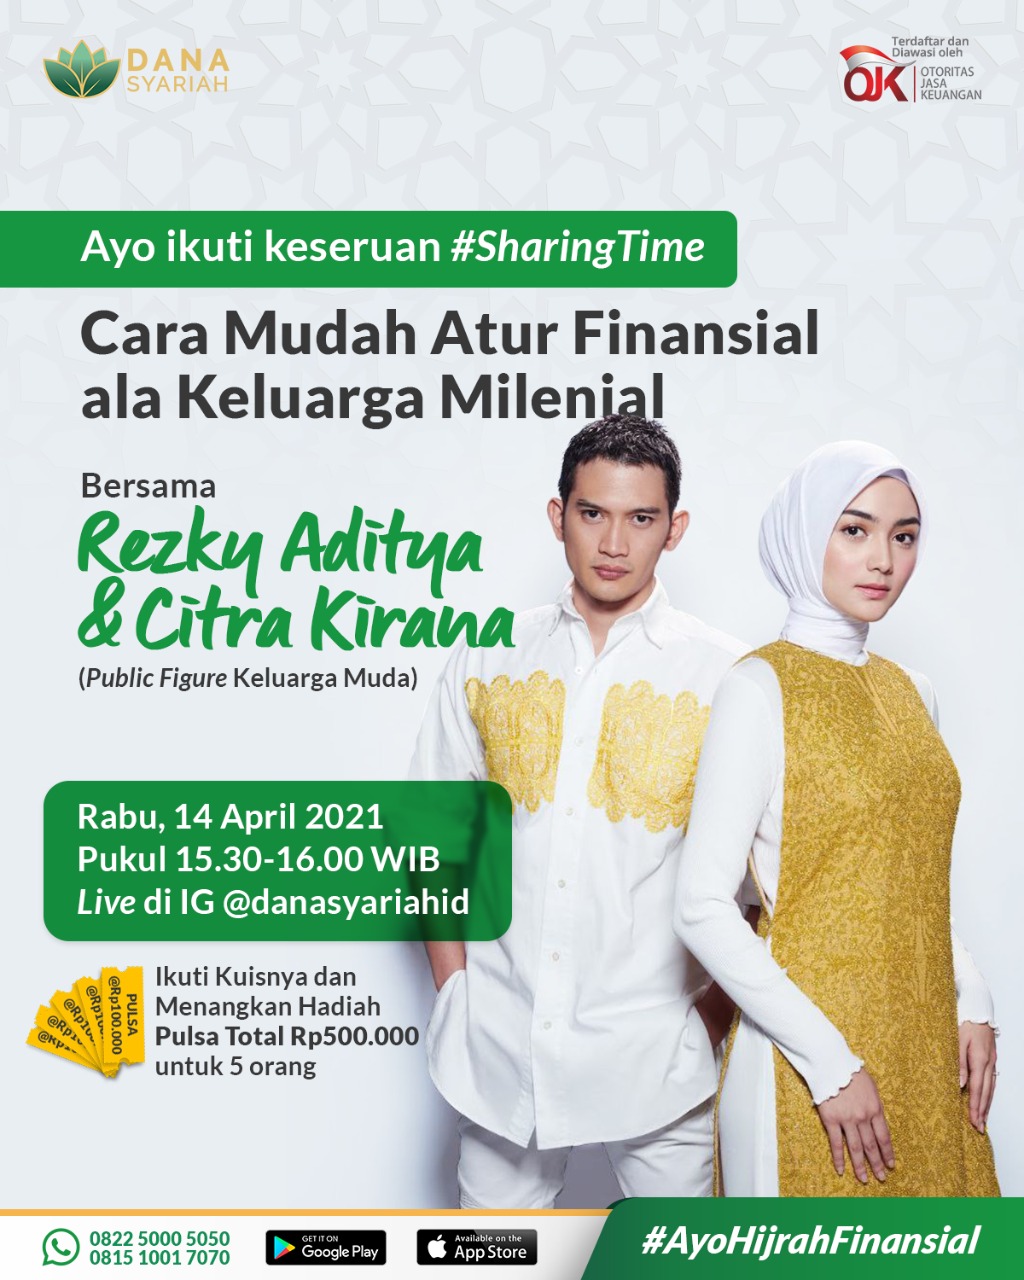 DANA
SYARIAH
Terdaftar dan
Diawasi oleh
OJK
OTORITAS
JASA
KEUANGAN
Ayo ikuti keseruan #SharingTime
Cara Mudah Atur Finansial
ala Keluarga Milenial
Bersama
Rezky Aditya
& Citra Kirana
(Public Figure Keluarga Muda)
Rabu, 14 April 2021
Pukul 15.30-16.00 WIB
Live di IG @danasyariahid
PULSA
@Rp100.000
Ikuti Kuisnya dan
Menangkan Hadiah
Pulsa Total Rp500.000
untuk 5 orang
0822 5000 5050
0815 1001 7070
GET IT ON
Google Play
Available on the
App Store
#AyoHijrahFinansial